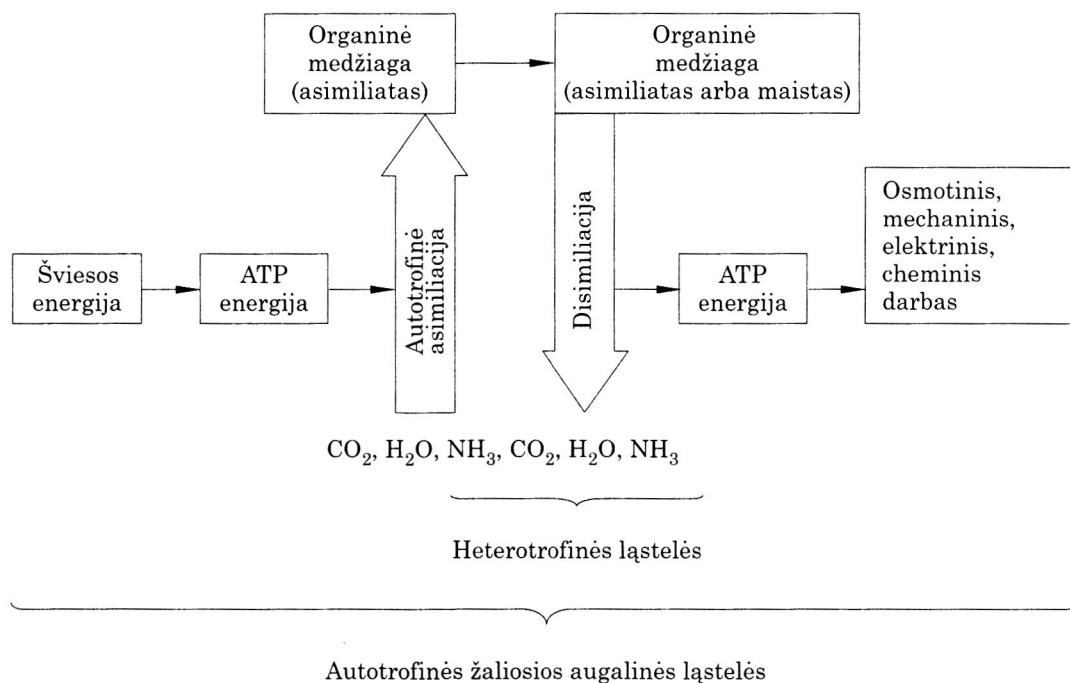 Organinė
medžiaga
(asimiliatas)
Organinė
medžiaga
(asimiliatas arba maistas)
Šviesos
energija
ATP
energija
Autotrofinė
asimiliacija
Disimiliacija
ATP
energija
Osmotinis,
mechaninis,
elektrinis,
cheminis
darbas
CO₂, H₂O, NH₃, CO₂, H₂O, NH₃
Heterotrofinės ląstelės
Autotrofinės žaliosios augalinės ląstelės